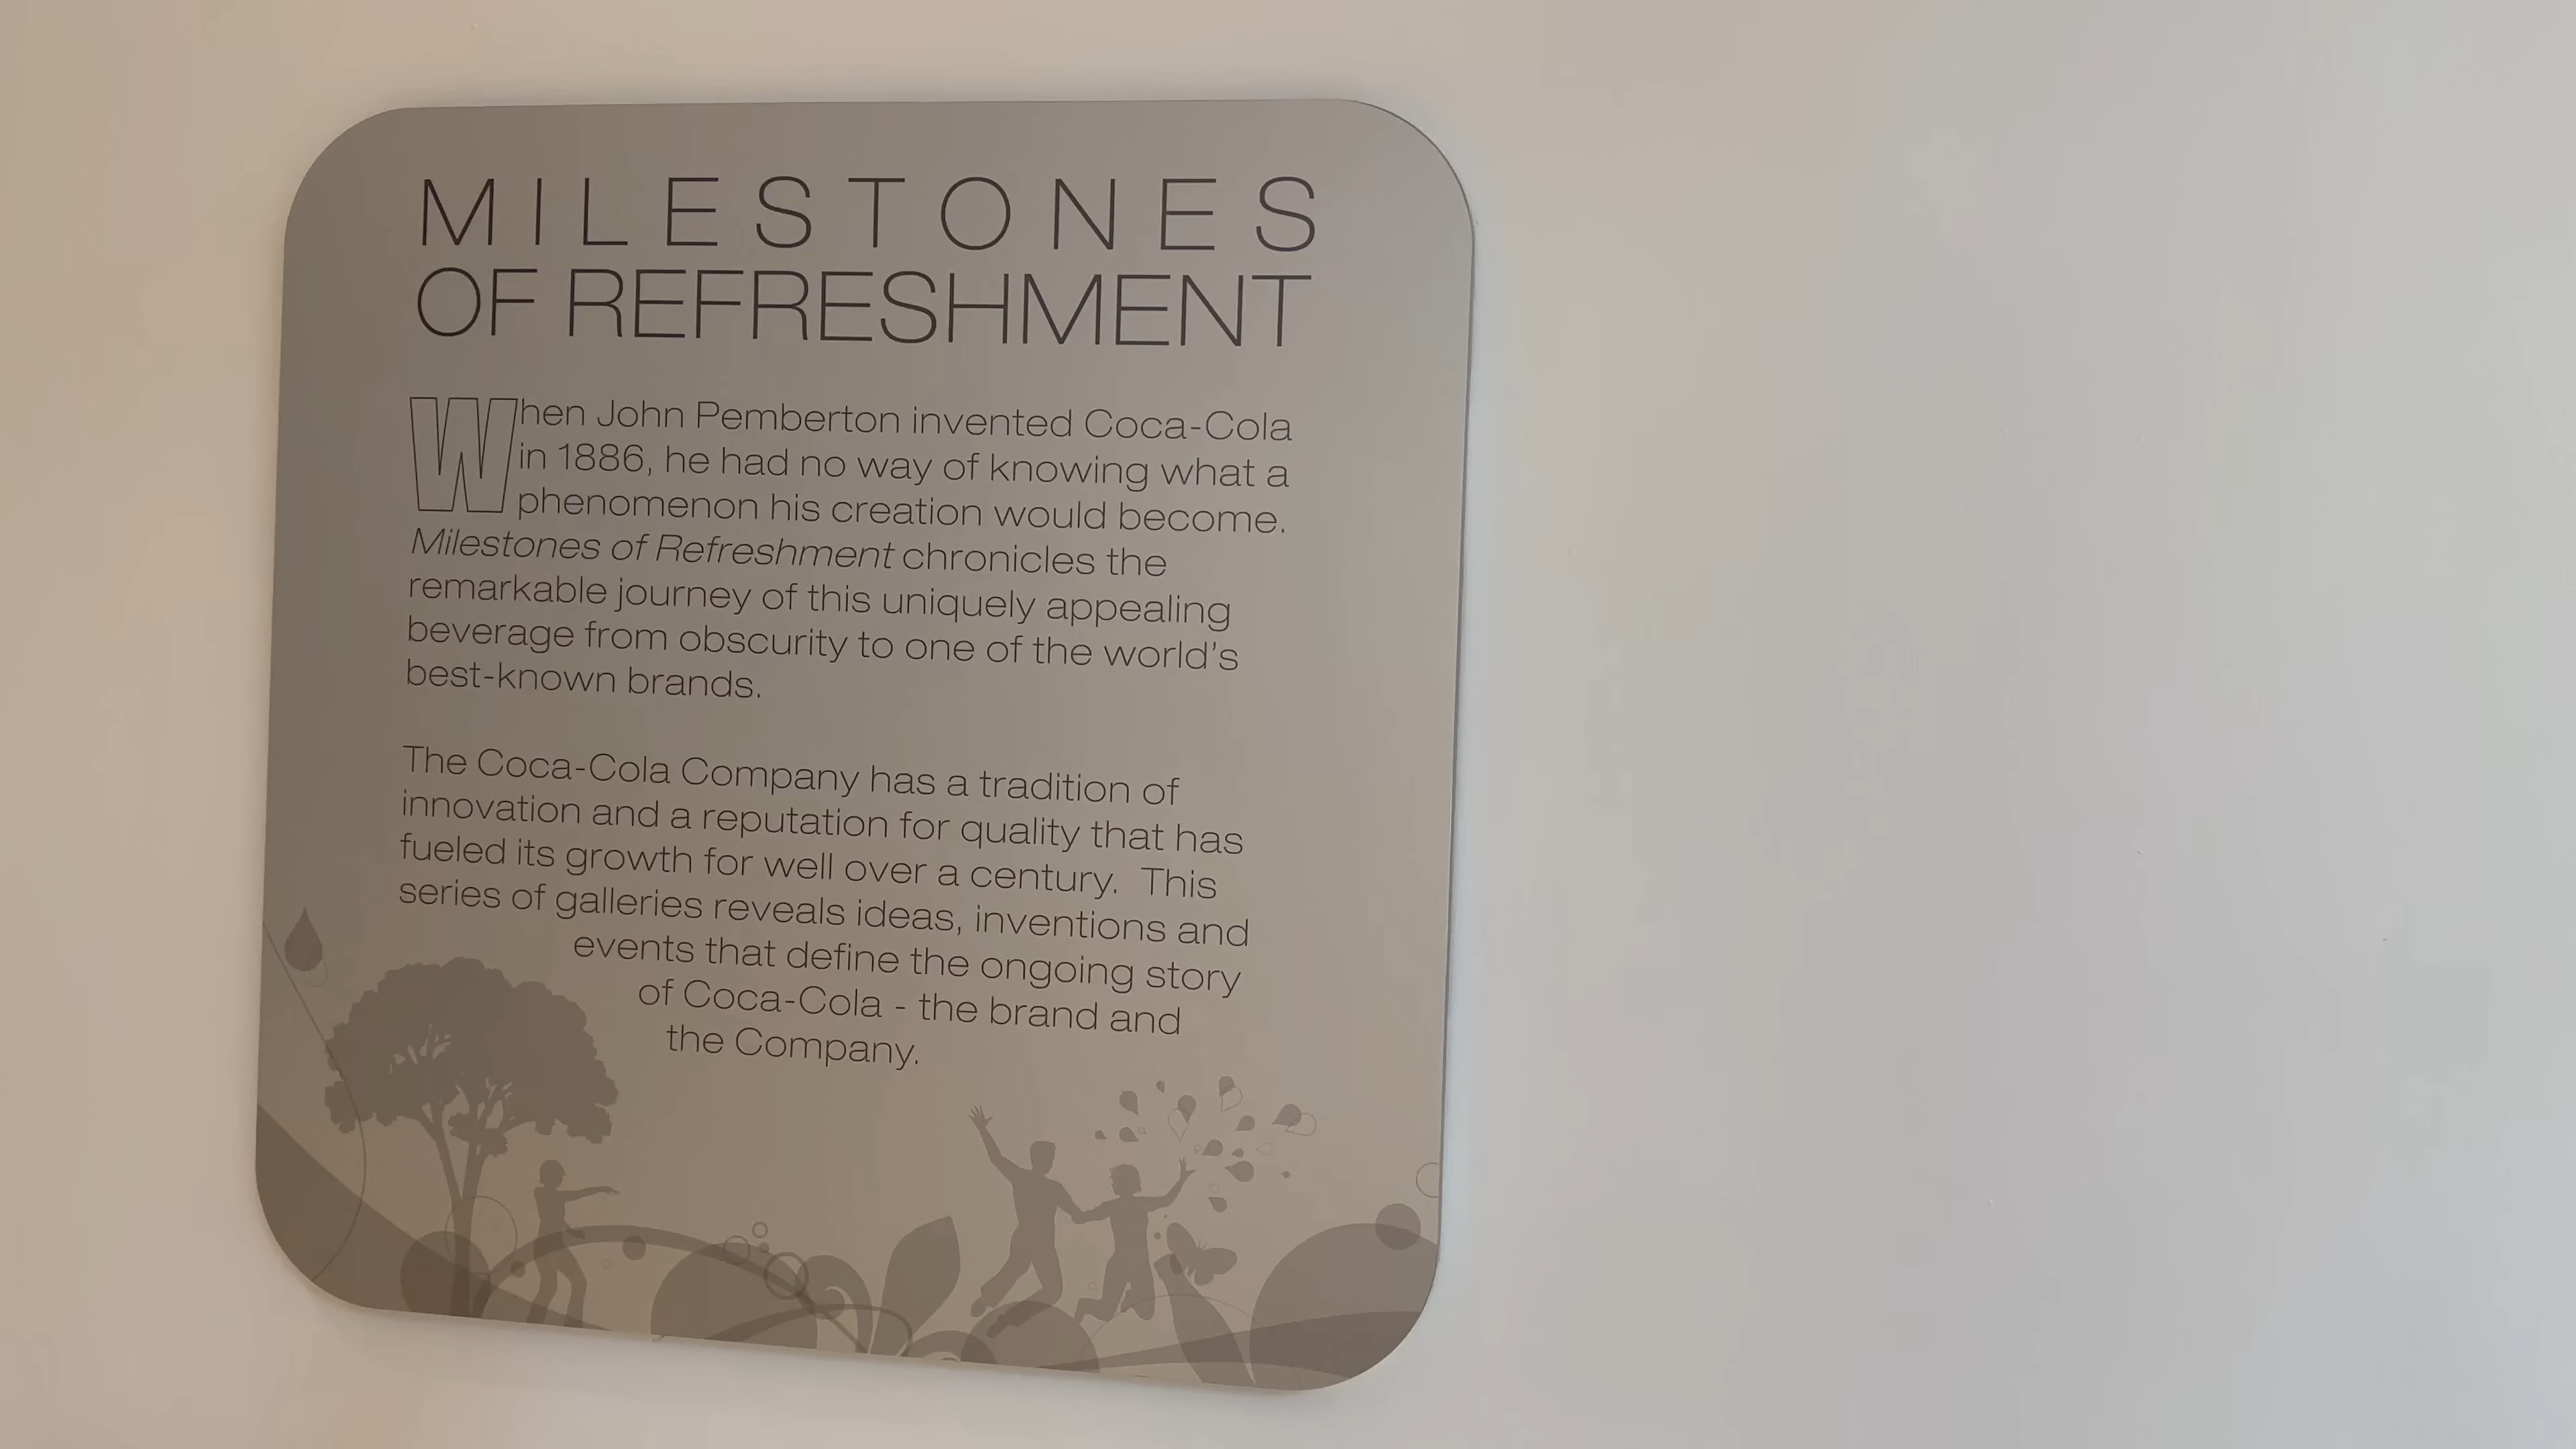 MILESTONES
OF REFRESHMENT
When John Pemberton invented Coca-Cola
in 1886, he had no way of knowing what a
phenomenon his creation would become.
Milestones of Refreshment chronicles the
remarkable journey of this uniquely appealing
beverage from obscurity to one of the world's
best-known brands.
The Coca-Cola Company has a tradition of
innovation and a reputation for quality that has
fueled its growth for well over a century.  This
series of galleries reveals ideas, inventions and
events that define the ongoing story
of Coca-Cola - the brand and
the Company.